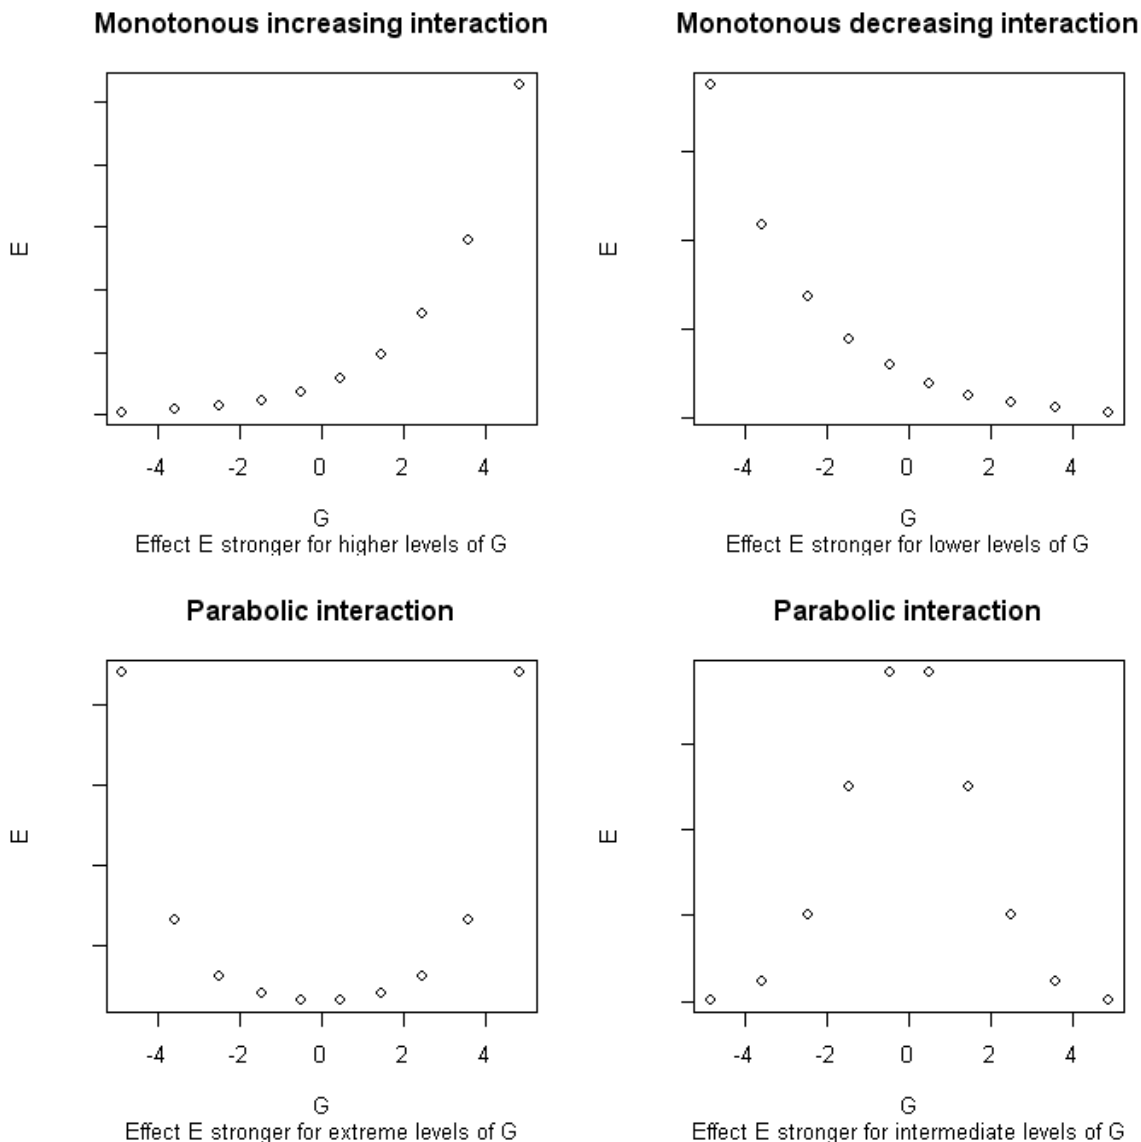 Monotonous increasing interaction
E
-4 -2 0 2 4
G
Effect E stronger for higher levels of G
Monotonous decreasing interaction
E
-4 -2 0 2 4
G
Effect E stronger for lower levels of G
Parabolic interaction
E
-4 -2 0 2 4
G
Effect E stronger for extreme levels of G
Parabolic interaction
E
-4 -2 0 2 4
G
Effect E stronger for intermediate levels of G